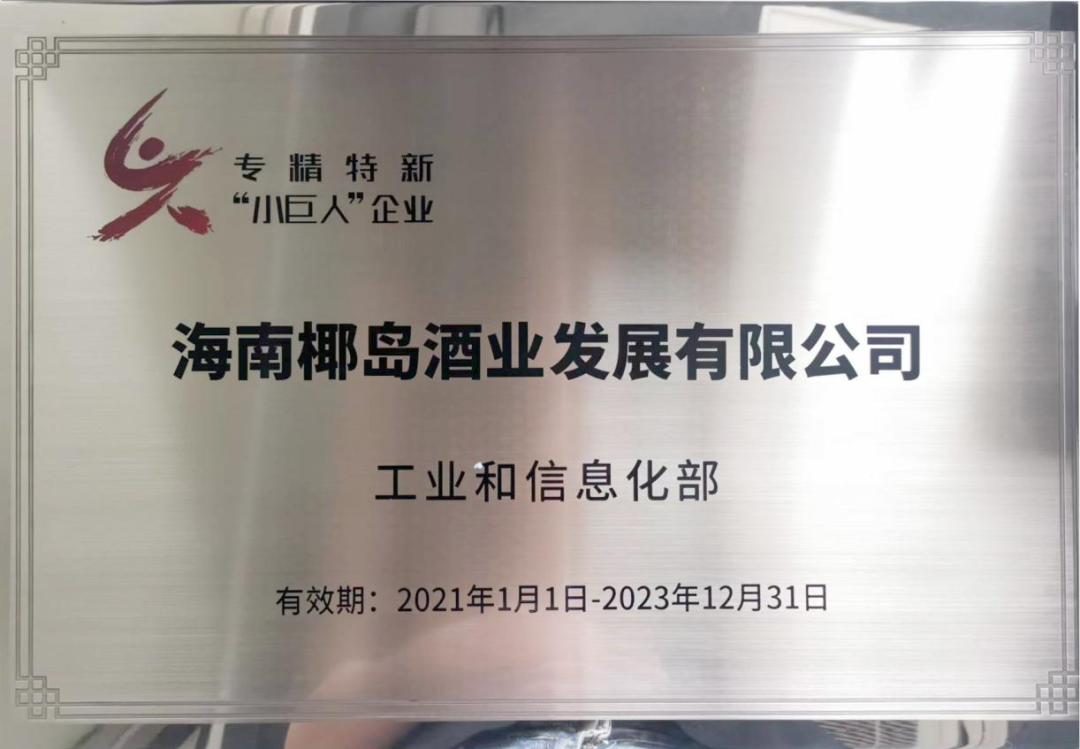 专精特新
“小巨人”企业
海南椰岛酒业发展有限公司
工业和信息化部
有效期：2021年1月1日-2023年12月31日